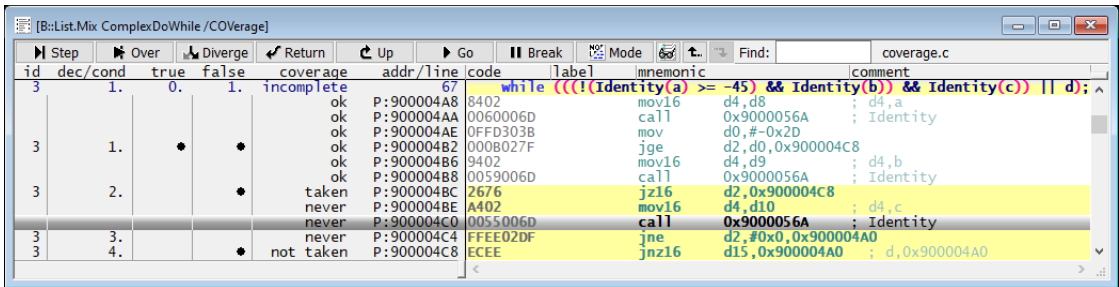 [B::List.Mix ComplexDoWhile /COVerage]
Step Over Diverge Return Up Go Break Mode Find: coverage.c
id dec/cond true false coverage addr/line code label mnemonic comment
3 1. 0. 1. incomplete 67 while (((!(Identity(a) >= -45) && Identity(b)) && Identity(c)) || d);
ok P:900004A8 8402 mov16 d4,d8 ; d4,a
ok P:900004AA 0060006D call 0x9000056A ; Identity
ok P:900004AE 0FFD303B mov d0,#-0x2D
3 1. ● ● ok P:900004B2 000B027F jge d2,d0,0x900004C8
ok P:900004B6 9402 mov16 d4,d9 ; d4,b
ok P:900004B8 0059006D call 0x9000056A ; Identity
3 2. ● taken P:900004BC 2676 jz16 d2,0x900004C8
never P:900004BE A402 mov16 d4,d10 ; d4,c
never P:900004C0 0055006D call 0x9000056A ; Identity
3 3. never P:900004C4 FFEE02DF jne d2,#0x0,0x900004A0
3 4. ● not taken P:900004C8 ECEE jnz16 d15,0x900004A0 ; d,0x900004A0